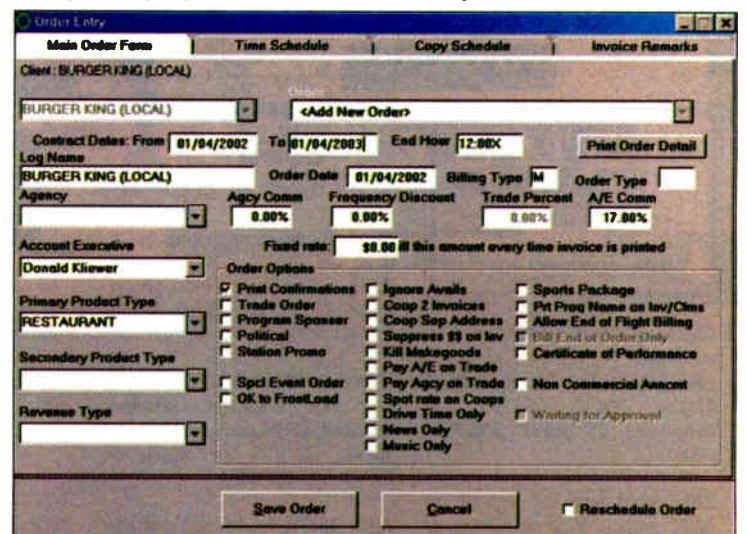 Order Entry
Main Order Form Time Schedule Copy Schedule Invoice Remarks
Client: BURGER KING (LOCAL)
Order
BURGER KING (LOCAL) <Add New Order>
Contract Dates: From 01/04/2002 To 01/04/2003 End Hour 12:00X Print Order Detail
Log Name
BURGER KING (LOCAL) Order Date 01/04/2002 Billing Type M Order Type
Agency Agcy Comm Frequency Discount Trade Percent A/E Comm
0.00% 0.00% 0.00% 17.00%
Account Executive Fixed rate: $0.00 ill this amount every time invoice is printed
Donald Kliewer
Order Options
Print Confirmations Ignore Avails Sports Package
Primary Product Type Trade Order Coop 2 Invoices Prt Prog Name on Inv/Clms
RESTAURANT Program Sponser Coop Sep Address Allow End of Flight Billing
Political Suppress $$ on Inv Bill End of Order Only
Station Promo Kill Makegoods Certificate of Performance
Secondary Product Type Pay A/E on Trade
Spcl Event Order Pay Agcy on Trade Non Commercial Anncmt
OK to FrontLoad Spot rate on Coops
Revenue Type Drive Time Only Waiting for Approval
News Only
Music Only
Save Order Cancel Reschedule Order